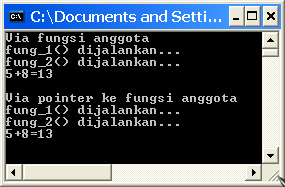 C:\Documents and Setti...
Via fungsi anggota
fung_1() dijalankan...
fung_2() dijalankan...
5+8=13
Via pointer ke fungsi anggota
fung_1() dijalankan...
fung_2() dijalankan...
5+8=13